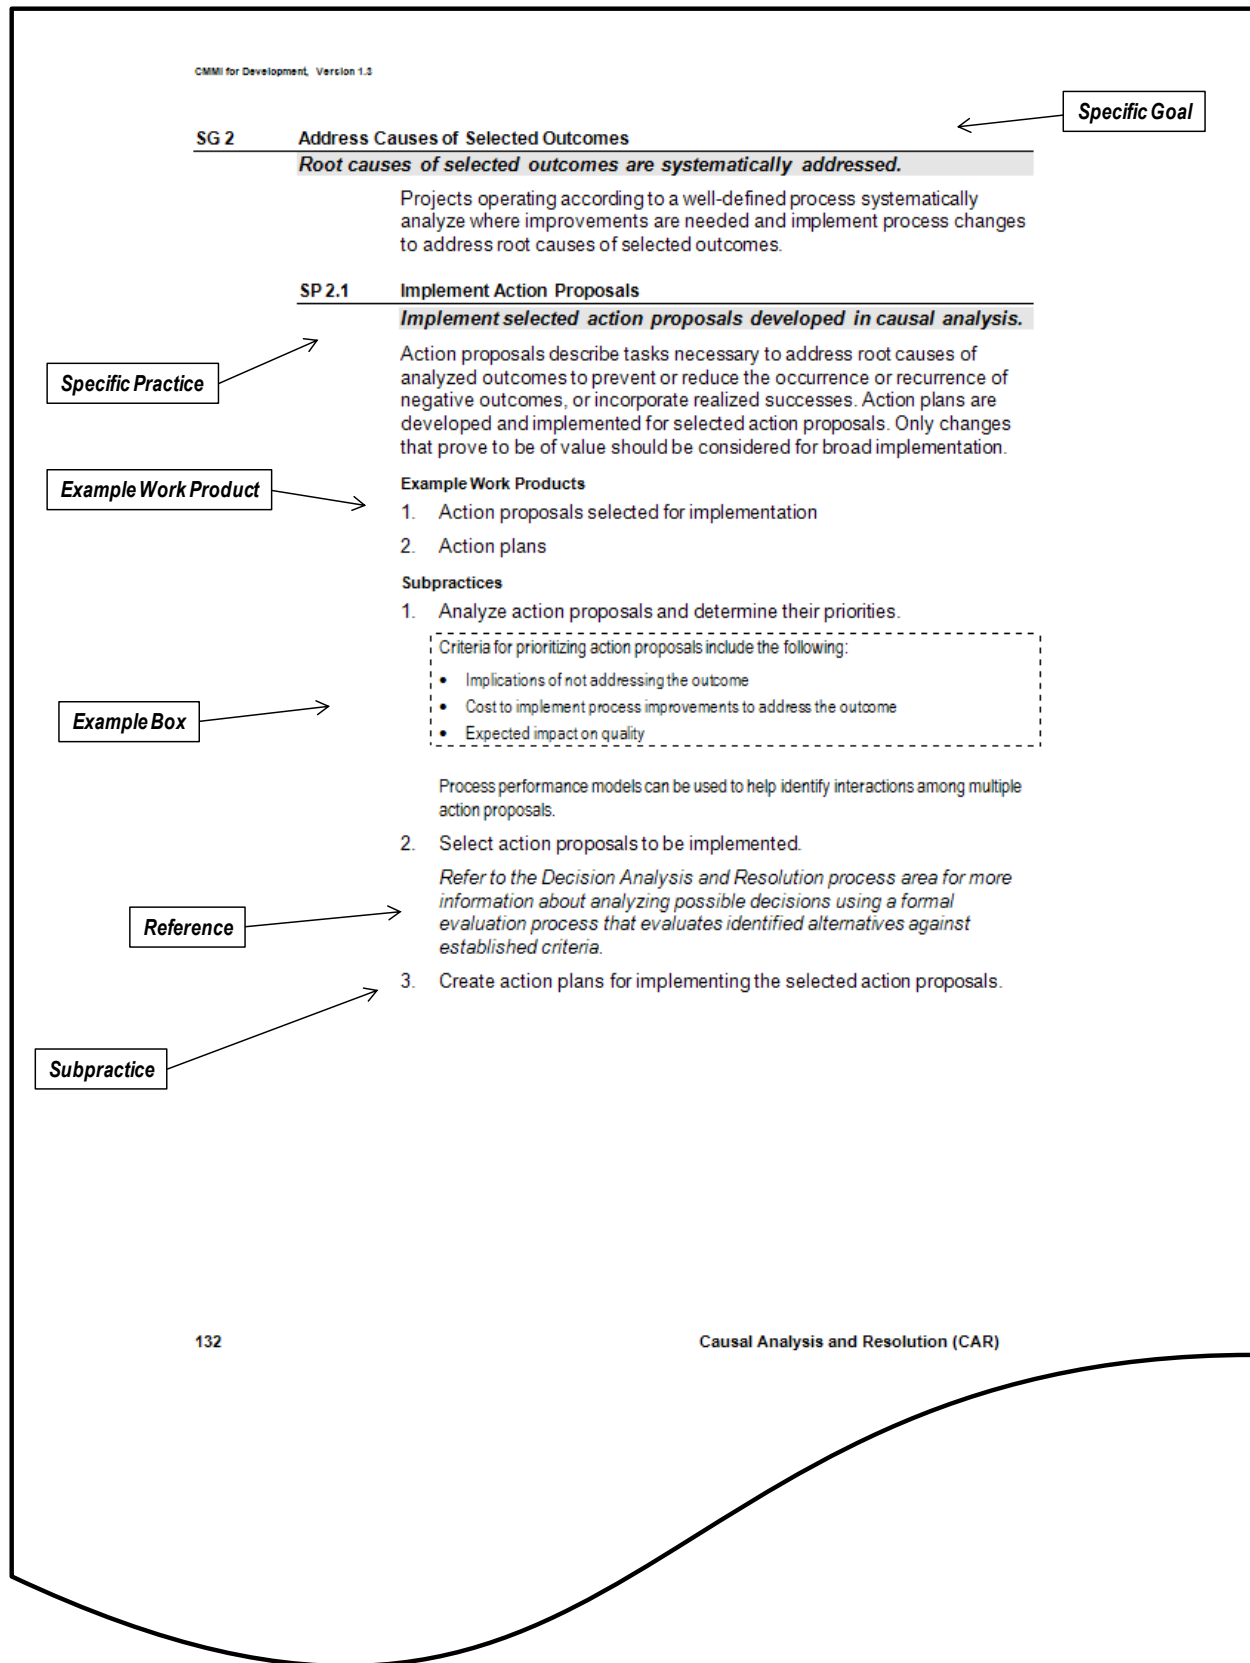 CMMI for Development, Version 1.3
Specific Goal
SG 2 Address Causes of Selected Outcomes
Root causes of selected outcomes are systematically addressed.
Projects operating according to a well-defined process systematically
analyze where improvements are needed and implement process changes
to address root causes of selected outcomes.
SP 2.1 Implement Action Proposals
Implement selected action proposals developed in causal analysis.
Specific Practice
Action proposals describe tasks necessary to address root causes of
analyzed outcomes to prevent or reduce the occurrence or recurrence of
negative outcomes, or incorporate realized successes. Action plans are
developed and implemented for selected action proposals. Only changes
that prove to be of value should be considered for broad implementation.
Example Work Product
Example Work Products
1. Action proposals selected for implementation
2. Action plans
Subpractices
1. Analyze action proposals and determine their priorities.
Example Box
Criteria for prioritizing action proposals include the following:
• Implications of not addressing the outcome
• Cost to implement process improvements to address the outcome
• Expected impact on quality
Process performance models can be used to help identify interactions among multiple
action proposals.
2. Select action proposals to be implemented.
Reference
Refer to the Decision Analysis and Resolution process area for more
information about analyzing possible decisions using a formal
evaluation process that evaluates identified alternatives against
established criteria.
3. Create action plans for implementing the selected action proposals.
Subpractice
132 Causal Analysis and Resolution (CAR)